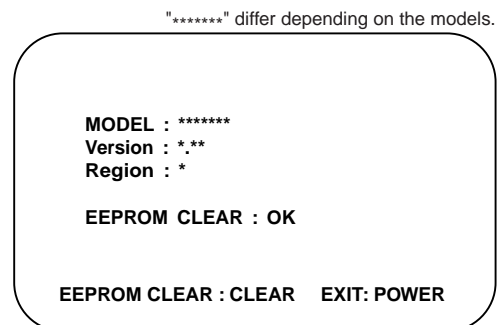 "*******" differ depending on the models.
MODEL : *******
Version : *.**
Region : *
EEPROM CLEAR : OK
EEPROM CLEAR : CLEAR EXIT: POWER